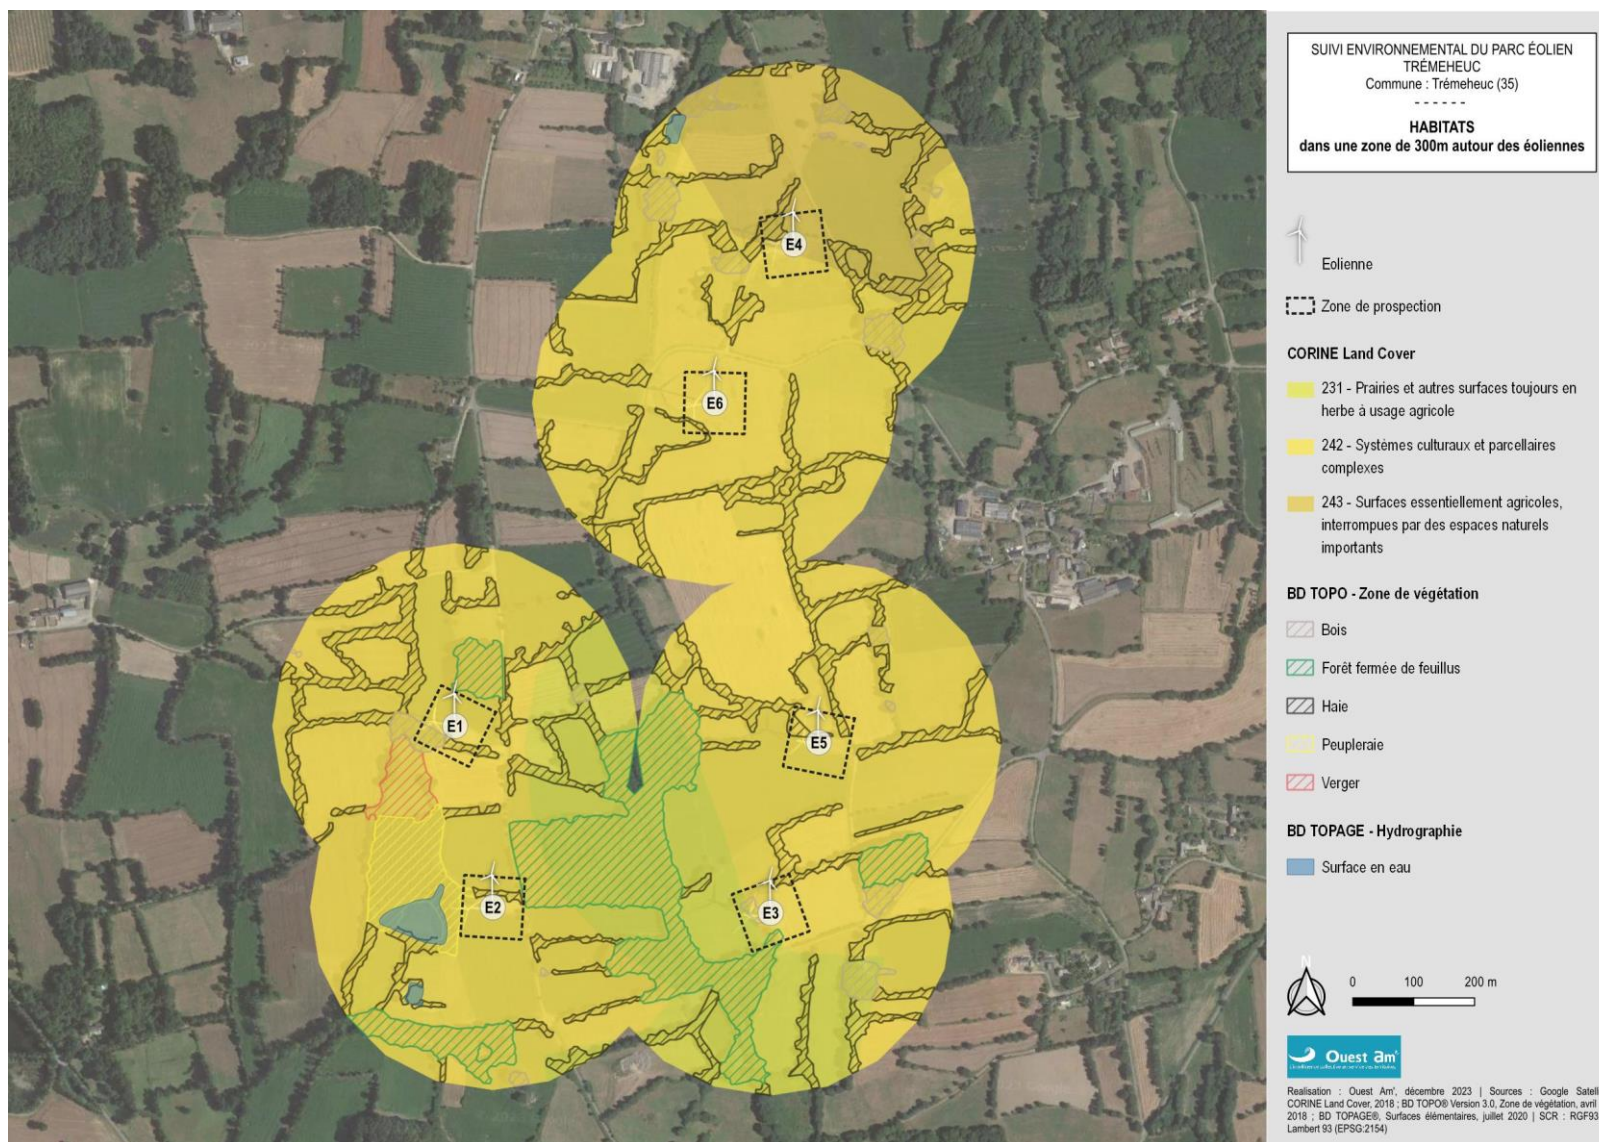 SUIVI ENVIRONNEMENTAL DU PARC ÉOLIEN
TRÉMEHEUC
Commune : Trémeheuc (35)
- - - - - -
HABITATS
dans une zone de 300m autour des éoliennes
Eolienne
Zone de prospection
CORINE Land Cover
231 - Prairies et autres surfaces toujours en
herbe à usage agricole
242 - Systèmes culturaux et parcellaires
complexes
243 - Surfaces essentiellement agricoles,
interrompues par des espaces naturels
importants
BD TOPO - Zone de végétation
Bois
Forêt fermée de feuillus
Haie
Peupleraie
Verger
BD TOPAGE - Hydrographie
Surface en eau
E4
E6
E1
E5
E2
E3
N
0 100 200 m
Ouest am'
Realisation : Ouest Am', décembre 2023 | Sources : Google Satell
CORINE Land Cover, 2018 ; BD TOPO® Version 3.0, Zone de végétation, avril
2018 ; BD TOPAGE®, Surfaces élémentaires, juillet 2020 | SCR : RGF93
Lambert 93 (EPSG:2154)